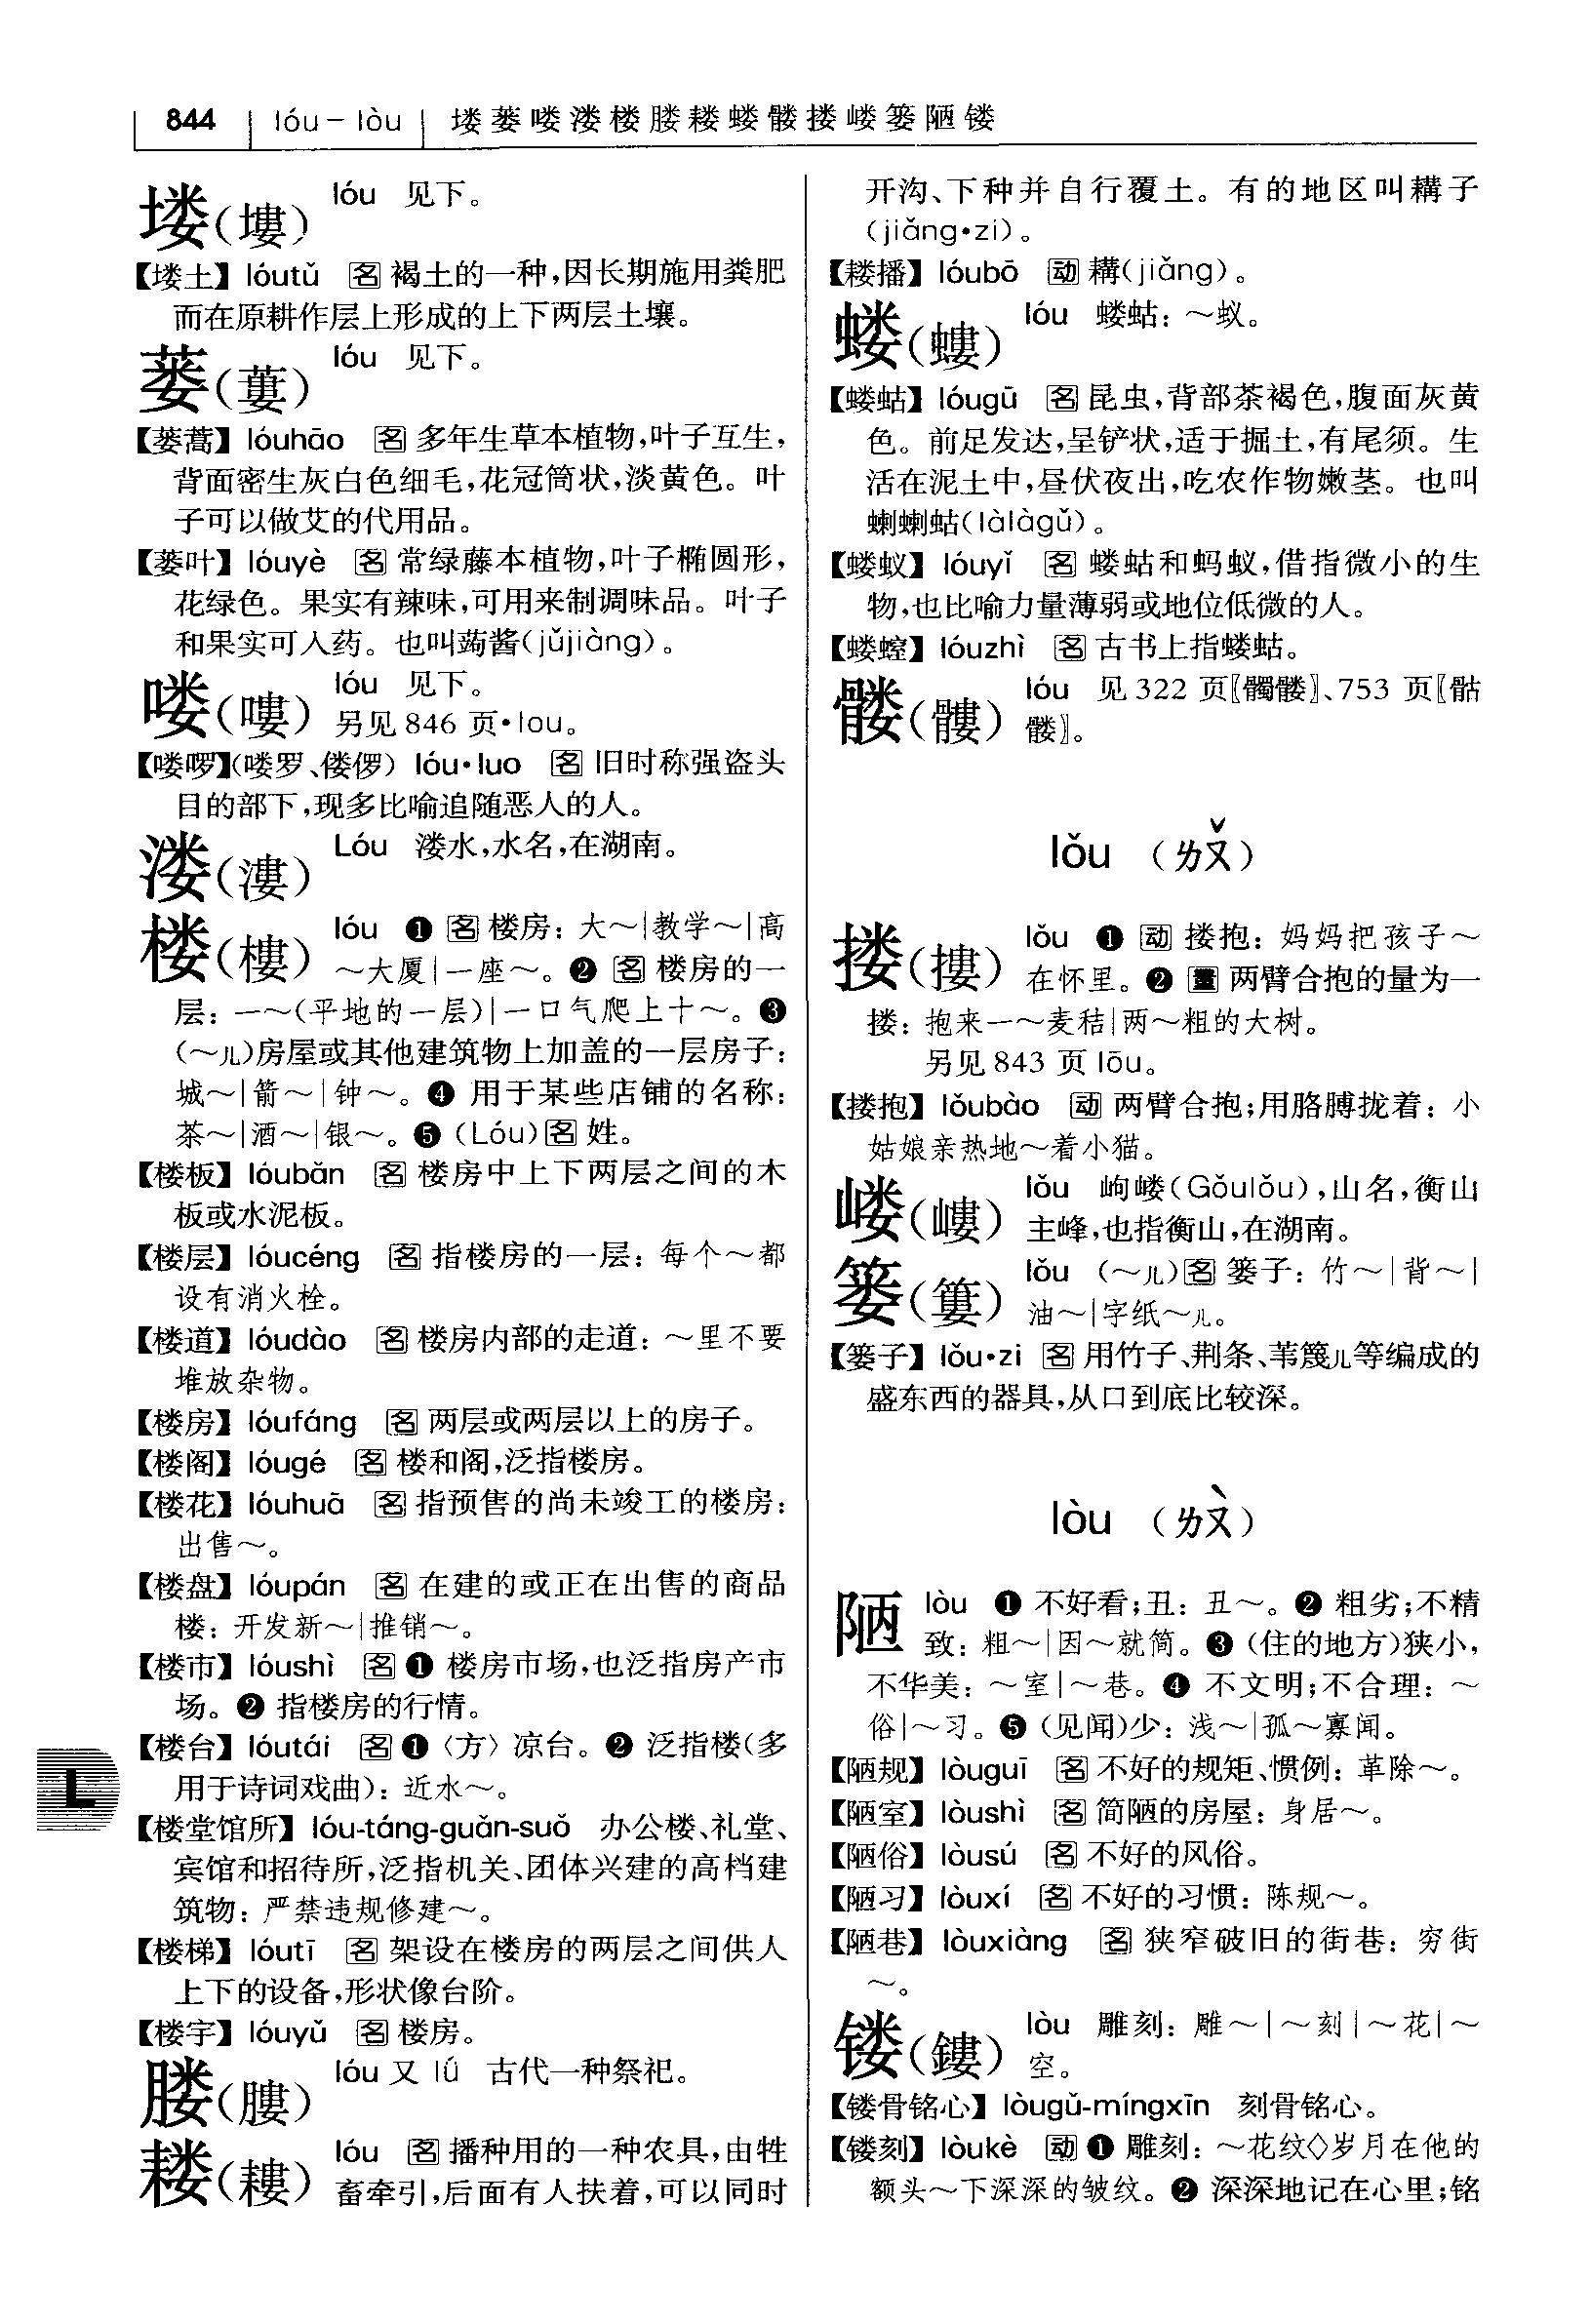 844 lóu－lòu 塿蒌喽溇楼䁖耧蝼髅搂嵝篓陋镂
𪣻(塿) lóu 见下。
【𪣻土】lóutǔ 名 褐土的一种,因长期施用粪肥
而在原耕作层上形成的上下两层土壤。
蒌(蔞) lóu 见下。
【蒌蒿】lóuhāo 名 多年生草本植物,叶子互生,
背面密生灰白色细毛,花冠筒状,淡黄色。叶
子可以做艾的代用品。
【蒌叶】lóuyè 名 常绿藤本植物,叶子椭圆形,
花绿色。果实有辣味,可用来制调味品。叶子
和果实可入药。也叫蒟酱(jǔjiàng)。
喽(嘍) lóu 见下。
另见846页•lou。
【喽啰】(喽罗、偻㑩) lóu•luo 名 旧时称强盗头
目的部下,现多比喻追随恶人的人。
溇(漊) Lóu 溇水,水名,在湖南。
楼(樓) lóu ❶ 名 楼房：大～|教学～|高
～大厦|一座～。❷ 名 楼房的一
层：一～(平地的一层)|一口气爬上十～。❸
(～儿)房屋或其他建筑物上加盖的一层房子：
城～|箭～|钟～。❹ 用于某些店铺的名称：
茶～|酒～|银～。❺ (Lóu)名 姓。
【楼板】lóubǎn 名 楼房中上下两层之间的木
板或水泥板。
【楼层】lóucéng 名 指楼房的一层：每个～都
设有消火栓。
【楼道】lóudào 名 楼房内部的走道：～里不要
堆放杂物。
【楼房】lóufáng 名 两层或两层以上的房子。
【楼阁】lóugé 名 楼和阁,泛指楼房。
【楼花】lóuhuā 名 指预售的尚未竣工的楼房：
出售～。
【楼盘】lóupán 名 在建的或正在出售的商品
楼：开发新～|推销～。
【楼市】lóushì 名 ❶ 楼房市场,也泛指房产市
场。❷ 指楼房的行情。
【楼台】lóutái 名 ❶〈方〉凉台。❷ 泛指楼(多
用于诗词戏曲)：近水～。
【楼堂馆所】lóu-táng-guǎn-suǒ 办公楼、礼堂、
宾馆和招待所,泛指机关、团体兴建的高档建
筑物：严禁违规修建～。
【楼梯】lóutī 名 架设在楼房的两层之间供人
上下的设备,形状像台阶。
【楼宇】lóuyǔ 名 楼房。
𦝼(膢) lóu 又 lǘ 古代一种祭祀。
耧(耬) lóu 名 播种用的一种农具,由牲
畜牵引,后面有人扶着,可以同时
开沟、下种并自行覆土。有的地区叫耩子
(jiǎng•zi)。
【耧播】lóubō 动 耩(jiǎng)。
蝼(螻) lóu 蝼蛄：～蚁。
【蝼蛄】lóugū 名 昆虫,背部茶褐色,腹面灰黄
色。前足发达,呈铲状,适于掘土,有尾须。生
活在泥土中,昼伏夜出,吃农作物嫩茎。也叫
蝲蝲蛄(làlàgǔ)。
【蝼蚁】lóuyǐ 名 蝼蛄和蚂蚁,借指微小的生
物,也比喻力量薄弱或地位低微的人。
【蝼螲】lóuzhì 名 古书上指蝼蛄。
髅(髏) lóu 见322页〖髑髅〗、753页〖骷
髅〗。
lǒu (ㄌㄡˇ)
搂(摟) lǒu ❶ 动 搂抱：妈妈把孩子～
在怀里。❷ 量 两臂合抱的量为一
搂：抱来一～麦秸|两～粗的大树。
另见843页 lōu。
【搂抱】lǒubào 动 两臂合抱;用胳膊拢着：小
姑娘亲热地～着小猫。
嵝(嶁) lǒu 岣嵝(Gǒulǒu),山名,衡山
主峰,也指衡山,在湖南。
篓(簍) lǒu (～儿)名 篓子：竹～|背～|
油～|字纸～儿。
【篓子】lǒu•zi 名 用竹子、荆条、苇篾儿等编成的
盛东西的器具,从口到底比较深。
lòu (ㄌㄡˋ)
陋 lòu ❶ 不好看;丑：丑～。❷ 粗劣;不精
致：粗～|因～就简。❸ (住的地方)狭小,
不华美：～室|～巷。❹ 不文明;不合理：～
俗|～习。❺ (见闻)少：浅～|孤～寡闻。
【陋规】lòuguī 名 不好的规矩、惯例：革除～。
【陋室】lòushì 名 简陋的房屋：身居～。
【陋俗】lòusú 名 不好的风俗。
【陋习】lòuxí 名 不好的习惯：陈规～。
【陋巷】lòuxiàng 名 狭窄破旧的街巷：穷街
～。
镂(鏤) lòu 雕刻：雕～|～刻|～花|～
空。
【镂骨铭心】lòugǔ-míngxīn 刻骨铭心。
【镂刻】lòukè 动 ❶ 雕刻：～花纹◇岁月在他的
额头～下深深的皱纹。❷ 深深地记在心里;铭
L